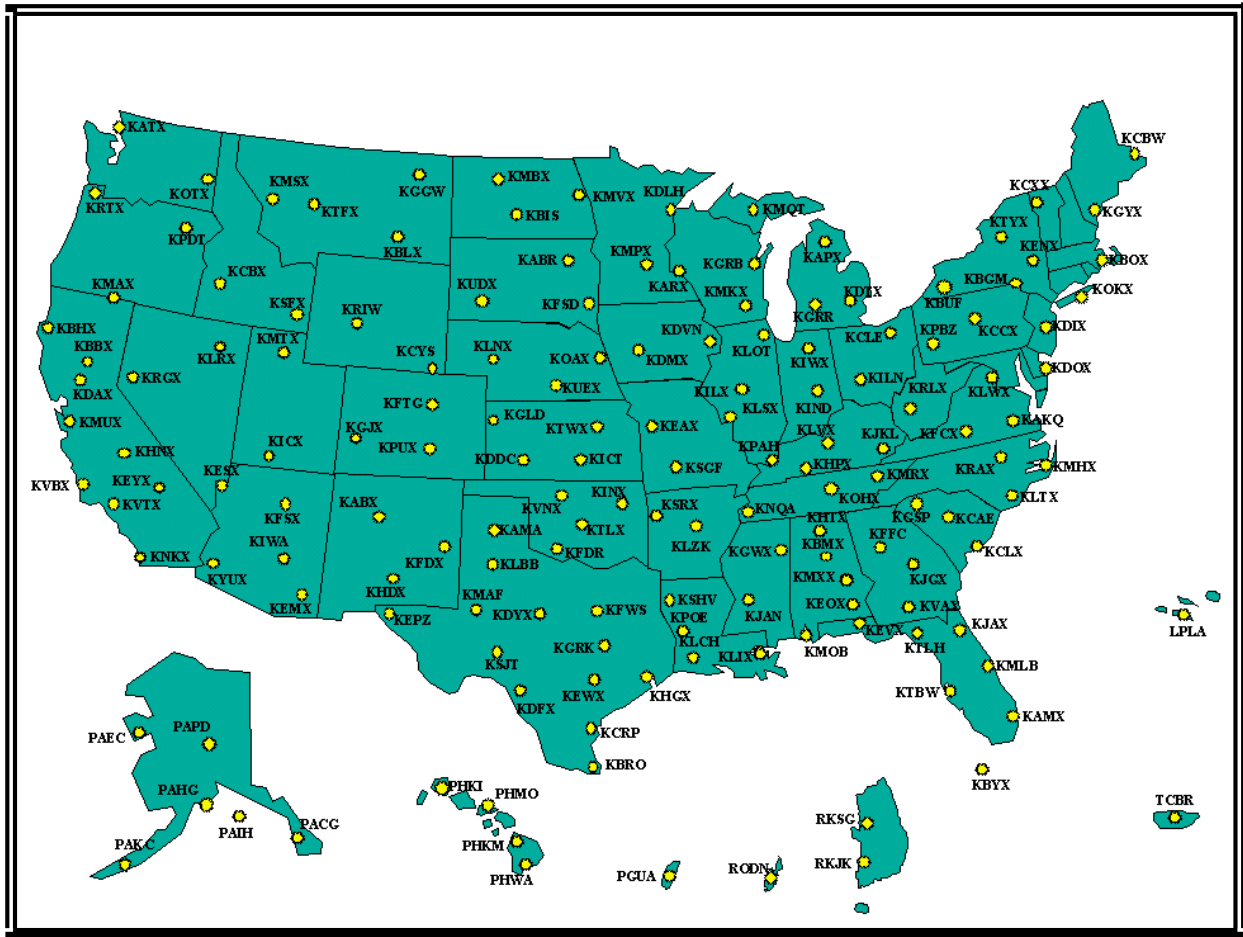 KATX
KCBW
KOTX
KMSX
KGGW
KMBX
KMVX
KDLH
KCXX
KRTX
KTFX
KBIS
KMQT
KGYX
KTYX
KPDT
KBLX
KABR
KMPX
KGRB
KAPX
KENX
KBOX
KCBX
KARX
KMAX
KSFX
KUDX
KFSD
KMKX
KDTX
KBUF
KBGM
KOKX
KRIW
KGRR
KBHX
KBBX
KLRX
KMTX
KDVN
KCLE
KPBZ
KCCX
KDIX
KLNX
KOAX
KDMX
KLOT
KIWX
KCYS
KRGX
KDAX
KUEX
KILX
KLSX
KIND
KILN
KRLX
KLWX
KDOX
KFTG
KMUX
KGLD
KGJX
KTWX
KEAX
KLVX
KAKQ
KFCX
KHNX
KICX
KPUX
KDDC
KICT
KSGF
KPAH
KHPX
KJKL
KMRX
KRAX
KMHX
KVBX
KEYX
KESX
KVTX
KABX
KVNX
KINX
KSRX
KNQA
KOHX
KLTX
KFSX
KAMA
KTLX
KLZK
KHTX
KGSP
KCAE
KIWA
KFDX
KFDR
KGWX
KBMX
KFFC
KCLX
KNKX
KYUX
KHDX
KLBB
KMXX
KJGX
KEMX
KEPZ
KMAF
KDYX
KFWS
KSHV
KPOE
KJAN
KEOX
KVAX
KJAX
LPLA
KGRK
KLCH
KLIX
KMOB
KEVX
KTLH
KSJT
KDFX
KEWX
KHGX
KTBW
KMLB
KCRP
KAMX
PAEC
PAPD
KBRO
KBYX
PAHG
PHKI
PHMO
TCBR
PAIH
PACG
RKSG
PAKC
PHKM
PHWA
PGUA
RODN
RKJK